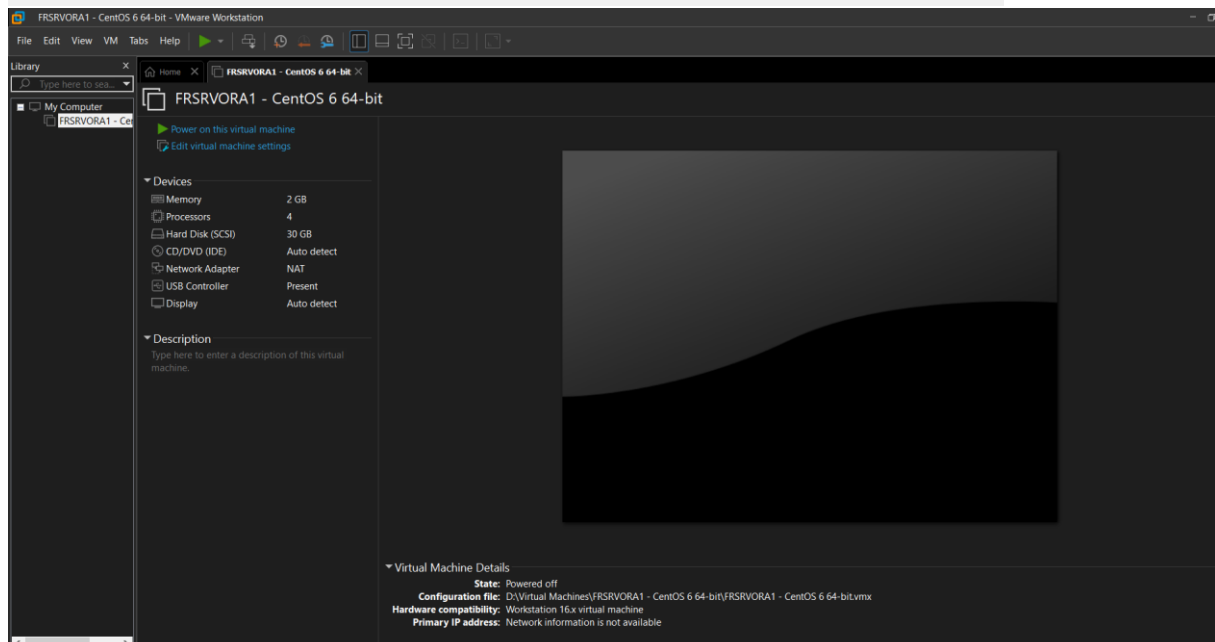 FRSRVORA1 - CentOS 6 64-bit - VMware Workstation
File Edit View VM Tabs Help
Library X
Type here to sea...
Home X FRSRVORA1 - CentOS 6 64-bit X
My Computer
FRSRVORA1 - Cen
FRSRVORA1 - CentOS 6 64-bit
Power on this virtual machine
Edit virtual machine settings
Devices
Memory 2 GB
Processors 4
Hard Disk (SCSI) 30 GB
CD/DVD (IDE) Auto detect
Network Adapter NAT
USB Controller Present
Display Auto detect
Description
Type here to enter a description of this virtual
machine.
Virtual Machine Details
State: Powered off
Configuration file: D:\Virtual Machines\FRSRVORA1 - CentOS 6 64-bit\FRSRVORA1 - CentOS 6 64-bit.vmx
Hardware compatibility: Workstation 16.x virtual machine
Primary IP address: Network information is not available